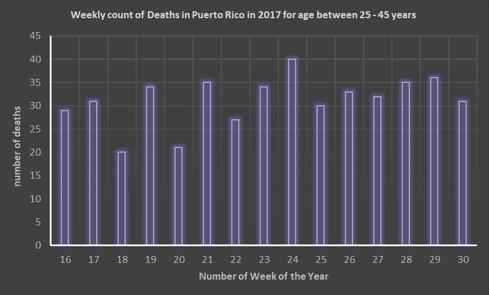 Weekly count of Deaths in Puerto Rico in 2017 for age between 25 - 45 years
number of deaths
45
40
35
30
25
20
15
10
5
0
16 17 18 19 20 21 22 23 24 25 26 27 28 29 30
Number of Week of the Year